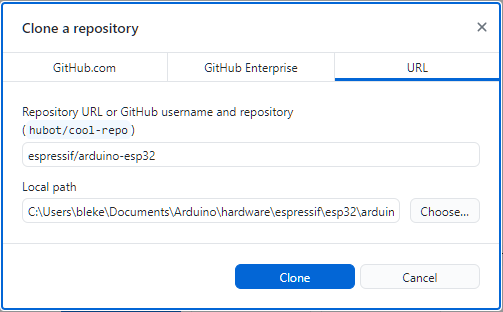 Clone a repository
GitHub.com
GitHub Enterprise
URL
Repository URL or GitHub username and repository
( hubot/cool-repo )
espressif/arduino-esp32
Local path
C:\Users\bleke\Documents\Arduino\hardware\espressif\esp32\arduin
Choose...
Clone
Cancel